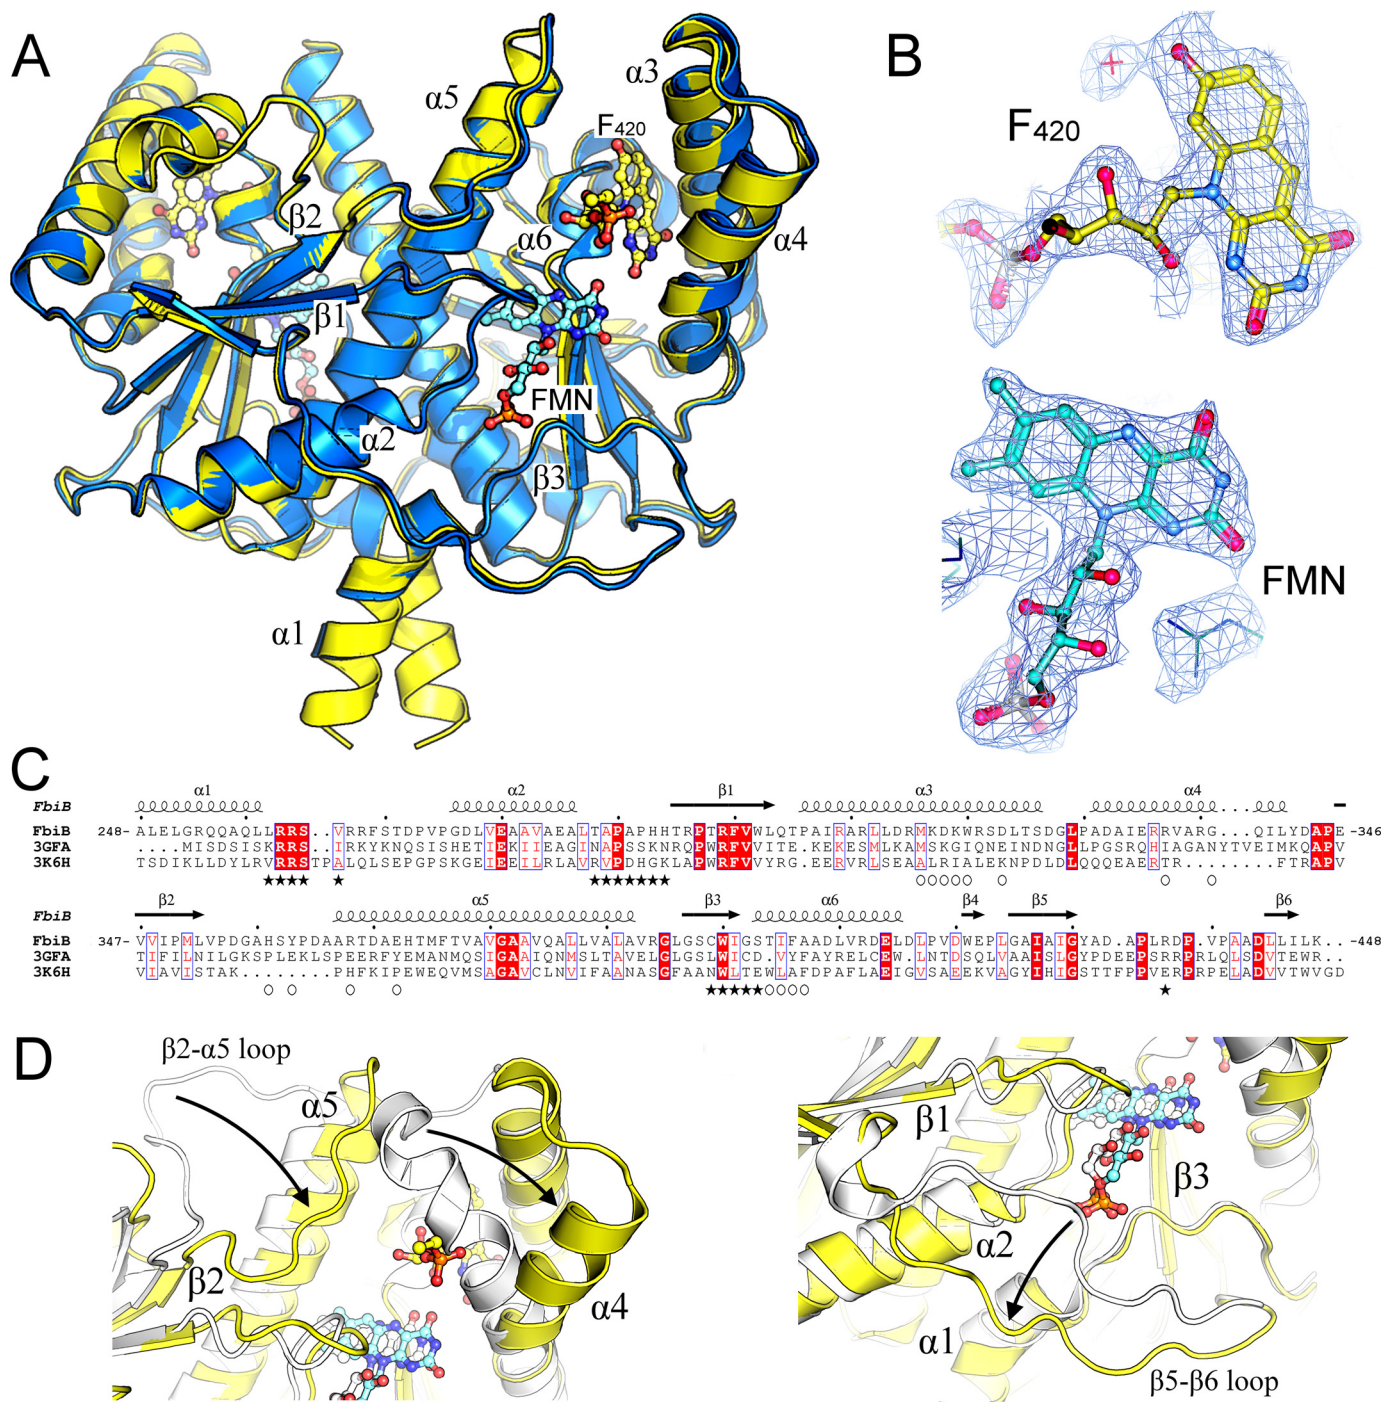 A
B
C
D
α5
α3
F420
β2
α6
α4
β1
FMN
α2
β3
α1
F420
FMN
α1 α2 β1 α3 α4
FbiB
FbiB 248- ALELGRQQAQLLRRS..VRRFSTDPVPGDLVEAAVAEALTAPAPHHTRPTRFVWLQTPAIRARLLDRMKDKWRSDLTSDGLPADAIERRVARG...QILYDAPE -346
3GFA ....MISDSISKRRS..IRKYKNQSISHETIEKIIEAGINAPSSKNRQPWRFVVITE.KEKESMLKAMSKGIQNEINDNGLLPGSRQHIAGANYTVEIMKQAPV
3K6H TSDIKLLDYLRVRRSTPALQLSEPGPSKGEIEEILRLAVRVPDHGKLAPWRFVVYRG.EERVRLSEAALRIALEKNPDLDLQQQEAERTR........FTRAPV
β2 α5 β3 α6 β4 β5 β6
FbiB
FbiB 347- VVIPMLVPDGAHSYPDAARTDAEHTMFTVAVGAAVQALLVALAVRGLGSCWIGSTIFAADLVRDELDLPVDWEPLGAIAIGYAD.APLRDP.VPAADLLILK.. -448
3GFA TIFILNLKGKSPLEKLSPEERFYEMANMQSIGAAIQNMSLTAVELGLGSLWICD.VYFAYRELCEW.LNTDSQLVAAISLGYPDEEPSRRPRLQLSDVTEWR..
3K6H VIAVISTAK.....PHFKIPEWEQVMSAGAVCLNVIFAANASGFAANWLTEWLAFDPAFLAEIGVSAEEKVAGYIHIGSTTFPPVERPRPELADVVTWVGD
β2-α5 loop
α5
β2
α4
β1
β3
α2
α1
β5-β6 loop